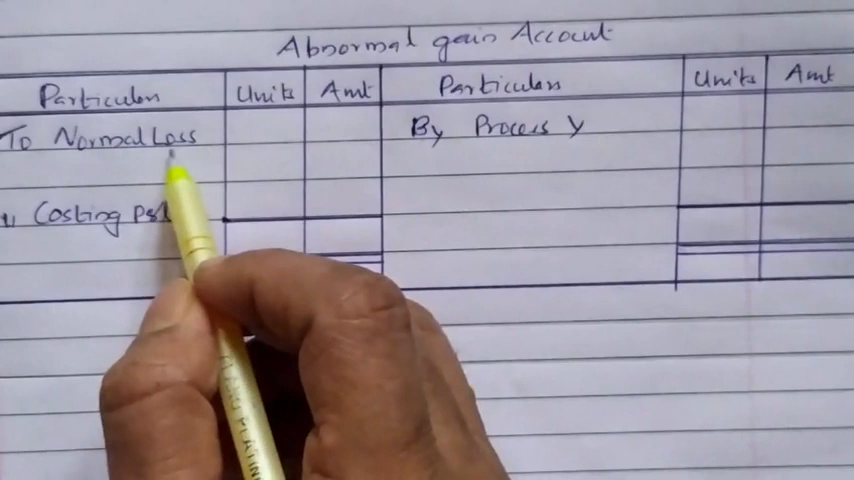 Abnormal gain Account
Particulars Units Amt Particulars Units Amt
To Normal Loss By Process Y
" Costing P&L